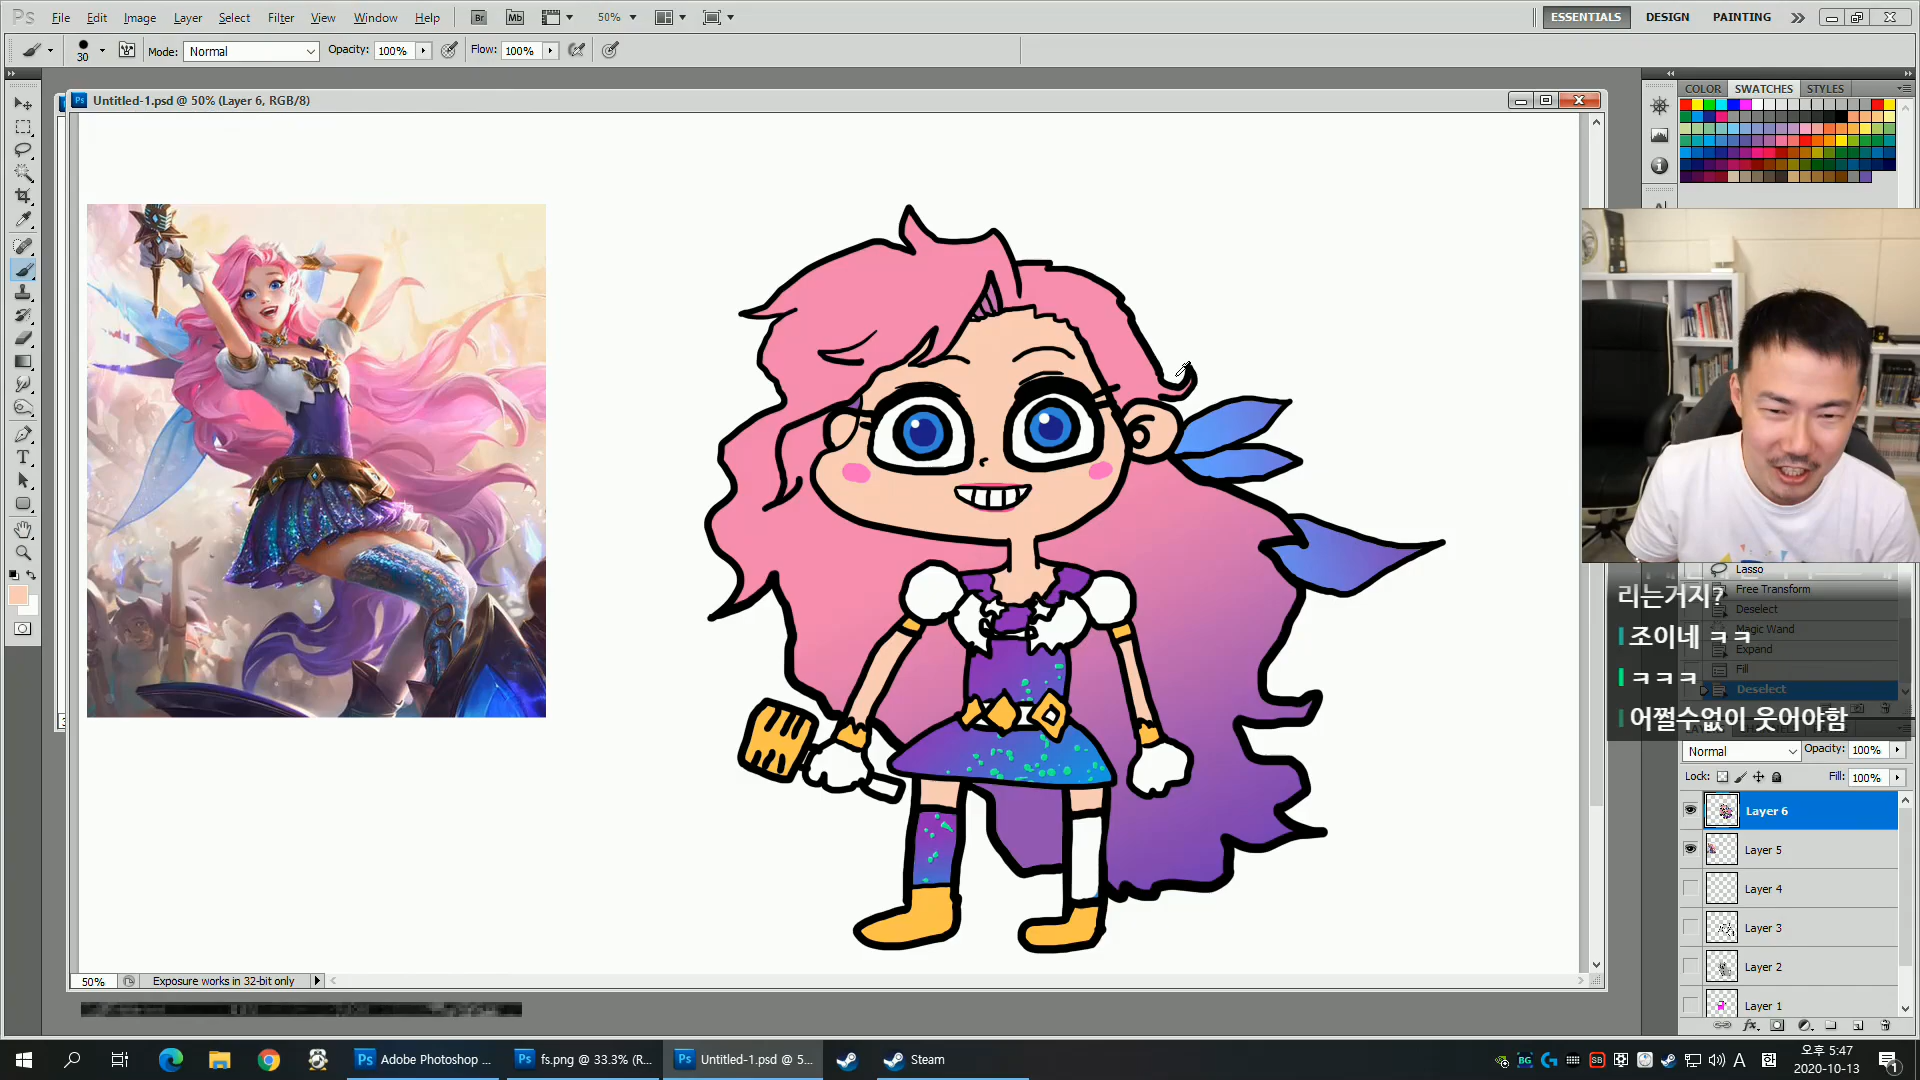 Ps
File Edit Image Layer Select Filter View Window Help
Br
Mb
50%
ESSENTIALS
DESIGN
PAINTING
30
Mode:
Normal
Opacity:
100%
Flow:
100%
Untitled-1.psd @ 50% (Layer 6, RGB/8)
COLOR
SWATCHES
STYLES
Lasso
Free Transform
Deselect
Magic Wand
Expand
Fill
Deselect
리는거지?
조이네 ㅋㅋ
ㅋㅋㅋ
어쩔수없이 웃어야함
Normal
Opacity:
100%
Lock:
Fill:
100%
Layer 6
Layer 5
Layer 4
Layer 3
Layer 2
Layer 1
50%
Exposure works in 32-bit only
Adobe Photoshop ...
fs.png @ 33.3% (R...
Untitled-1.psd @ 5...
Steam
BG
SB
A
오후 5:47
2020-10-13